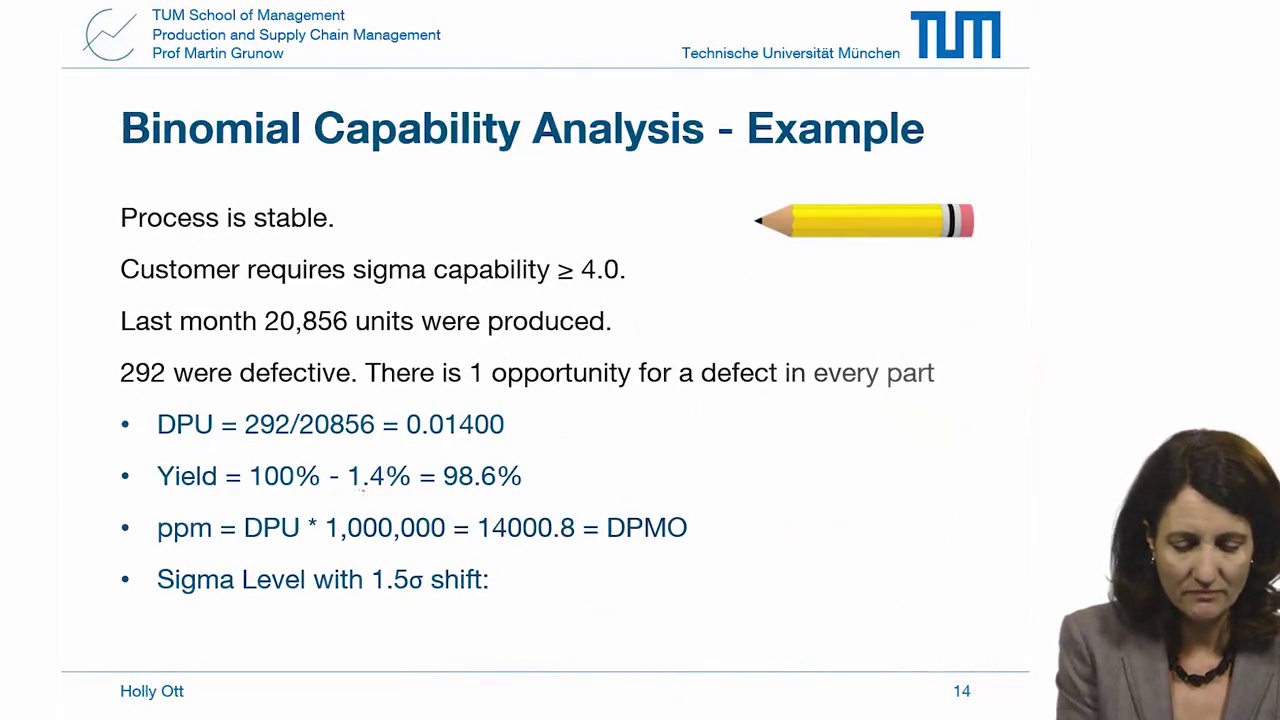 TUM School of Management
Production and Supply Chain Management
Prof Martin Grunow
Technische Universität München
TUM
Binomial Capability Analysis - Example
Process is stable.
Customer requires sigma capability ≥ 4.0.
Last month 20,856 units were produced.
292 were defective. There is 1 opportunity for a defect in every part
• DPU = 292/20856 = 0.01400
• Yield = 100% - 1.4% = 98.6%
• ppm = DPU * 1,000,000 = 14000.8 = DPMO
• Sigma Level with 1.5σ shift:
Holly Ott
14